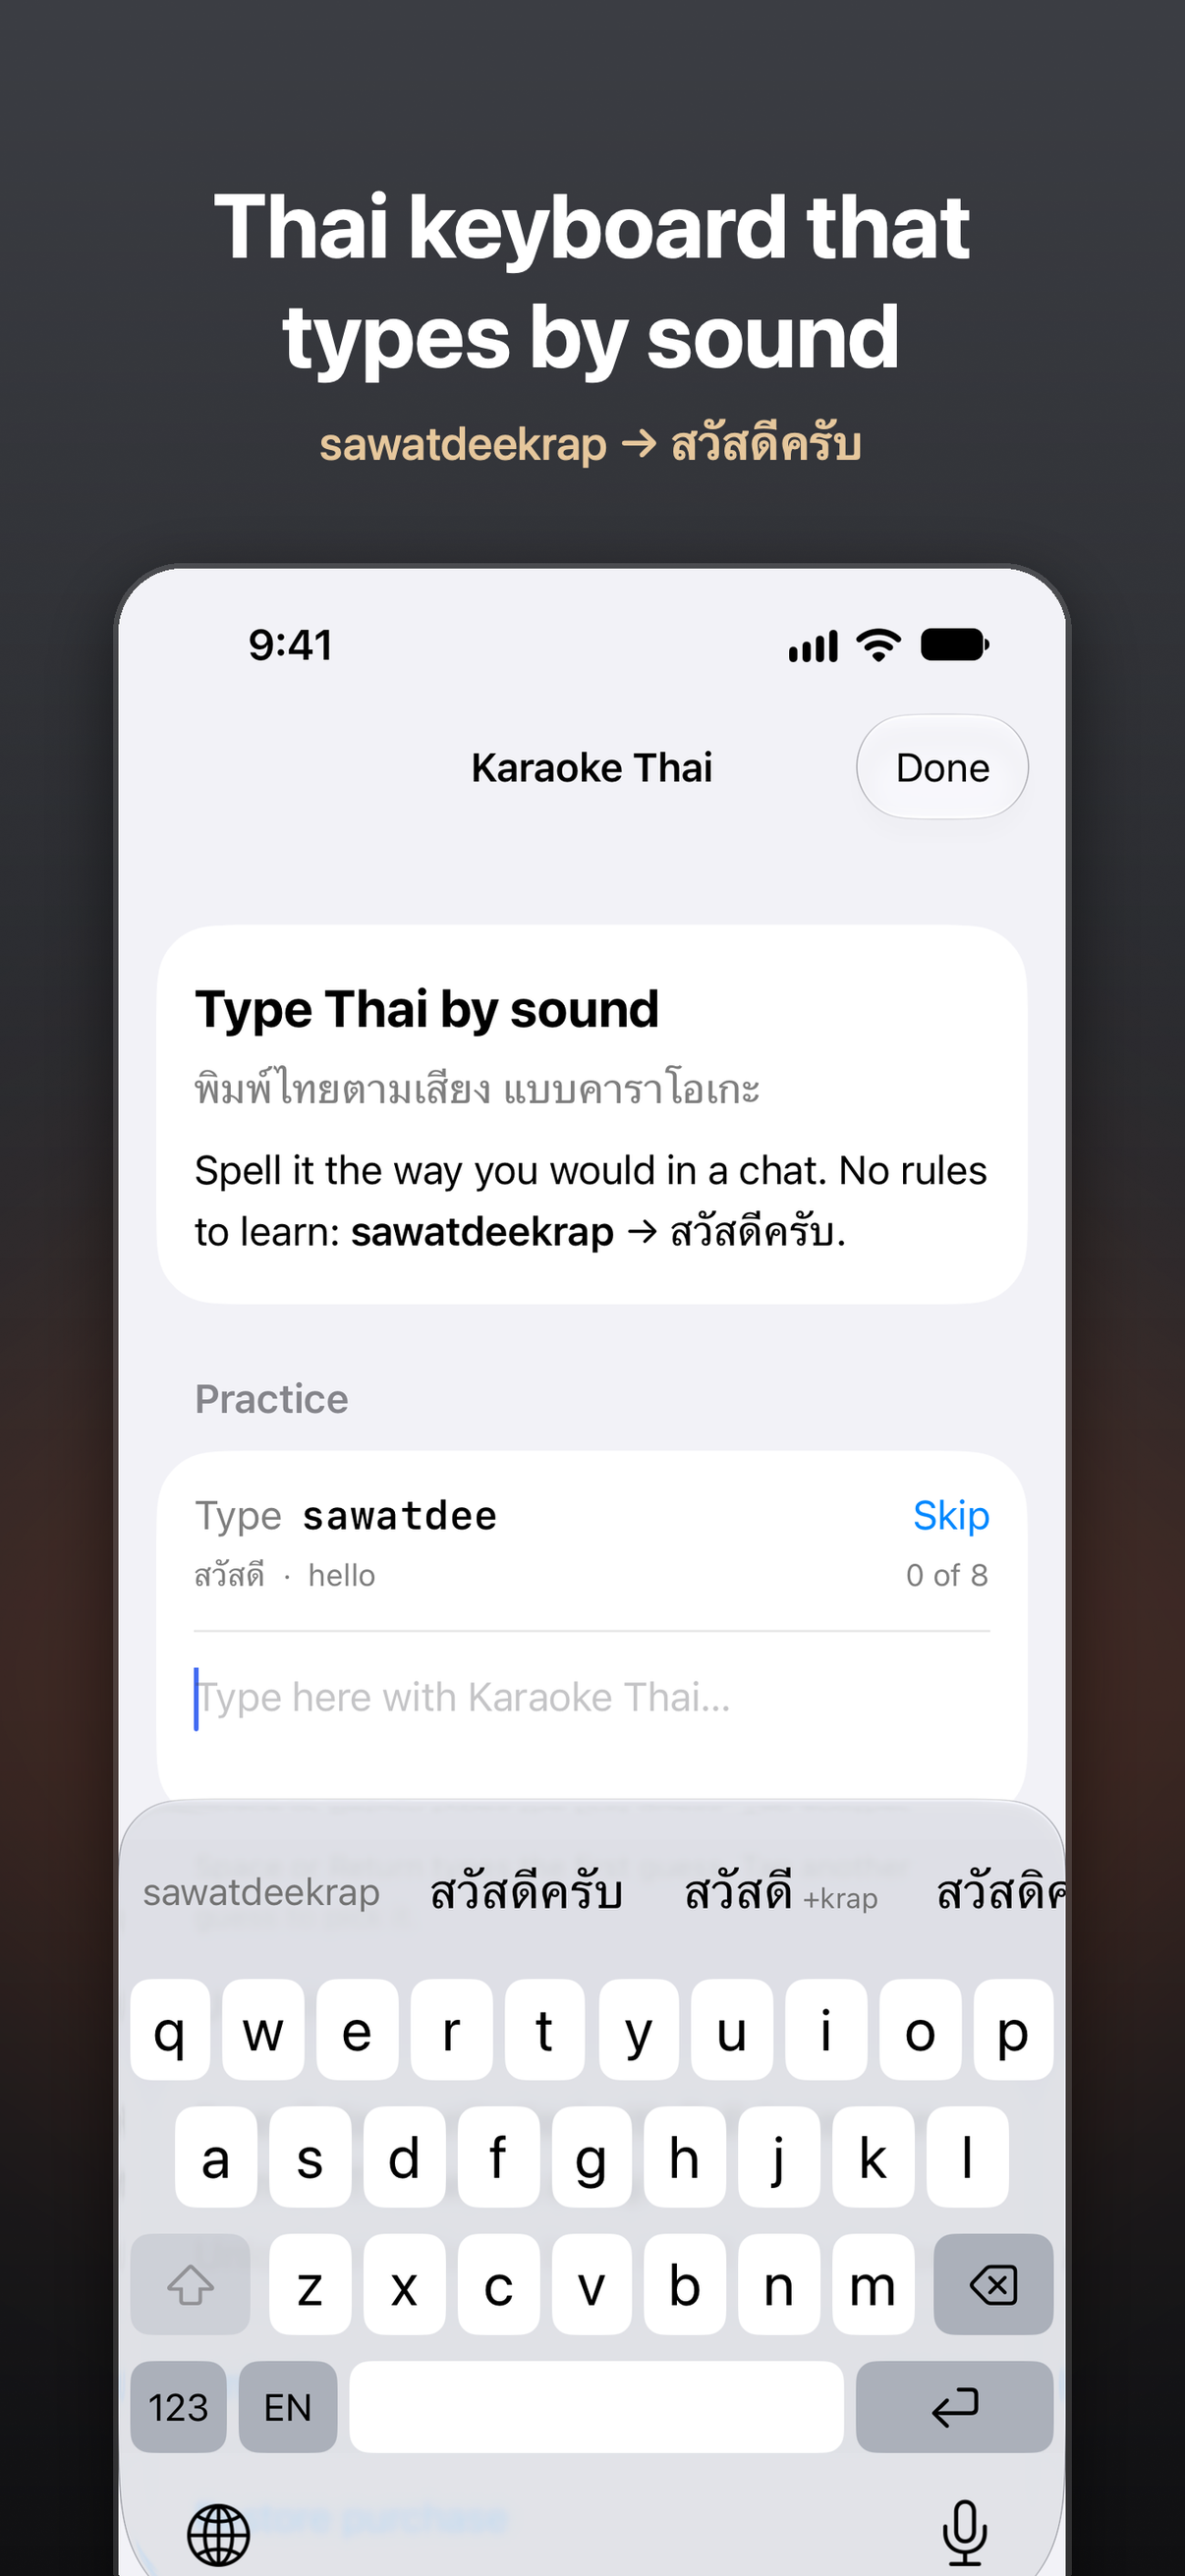 Thai keyboard that
types by sound
sawatdeekrap → สวัสดีครับ
9:41
Karaoke Thai
Done
Type Thai by sound
พิมพ์ไทยตามเสียง แบบคาราโอเกะ
Spell it the way you would in a chat. No rules
to learn: sawatdeekrap → สวัสดีครับ.
Practice
Type sawatdee
Skip
สวัสดี · hello
0 of 8
Type here with Karaoke Thai...
sawatdeekrap สวัสดีครับ สวัสดี +krap
q w e r t y u i o p
a s d f g h j k l
z x c v b n m
123 EN